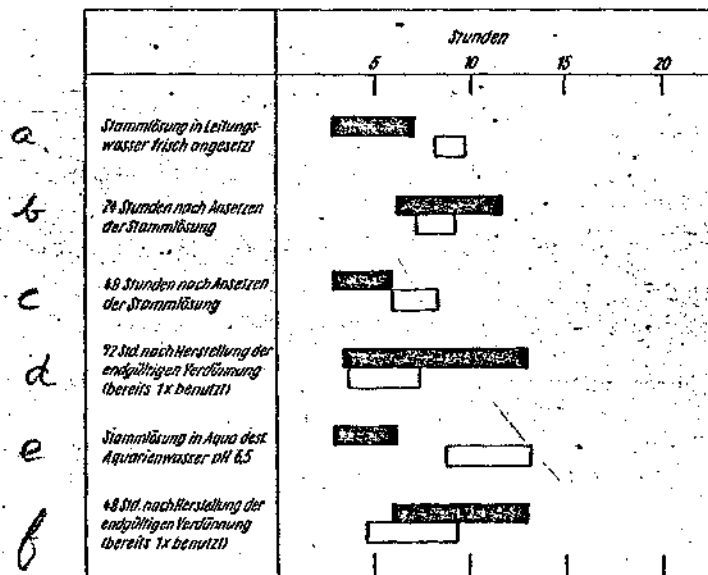 Stunden
5 10 15 20
a.
Stammlösung in Leitungs-
wasser frisch angesetzt
b
24 Stunden nach Ansetzen
der Stammlösung
c
48 Stunden nach Ansetzen
der Stammlösung
d
92 Std. nach Herstellung der
endgültigen Verdünnung
(bereits 1x benutzt)
e
Stammlösung in Aqua dest.
Aquarienwasser pH 6,5
f
48 Std. nach Herstellung der
endgültigen Verdünnung
(bereits 1x benutzt)